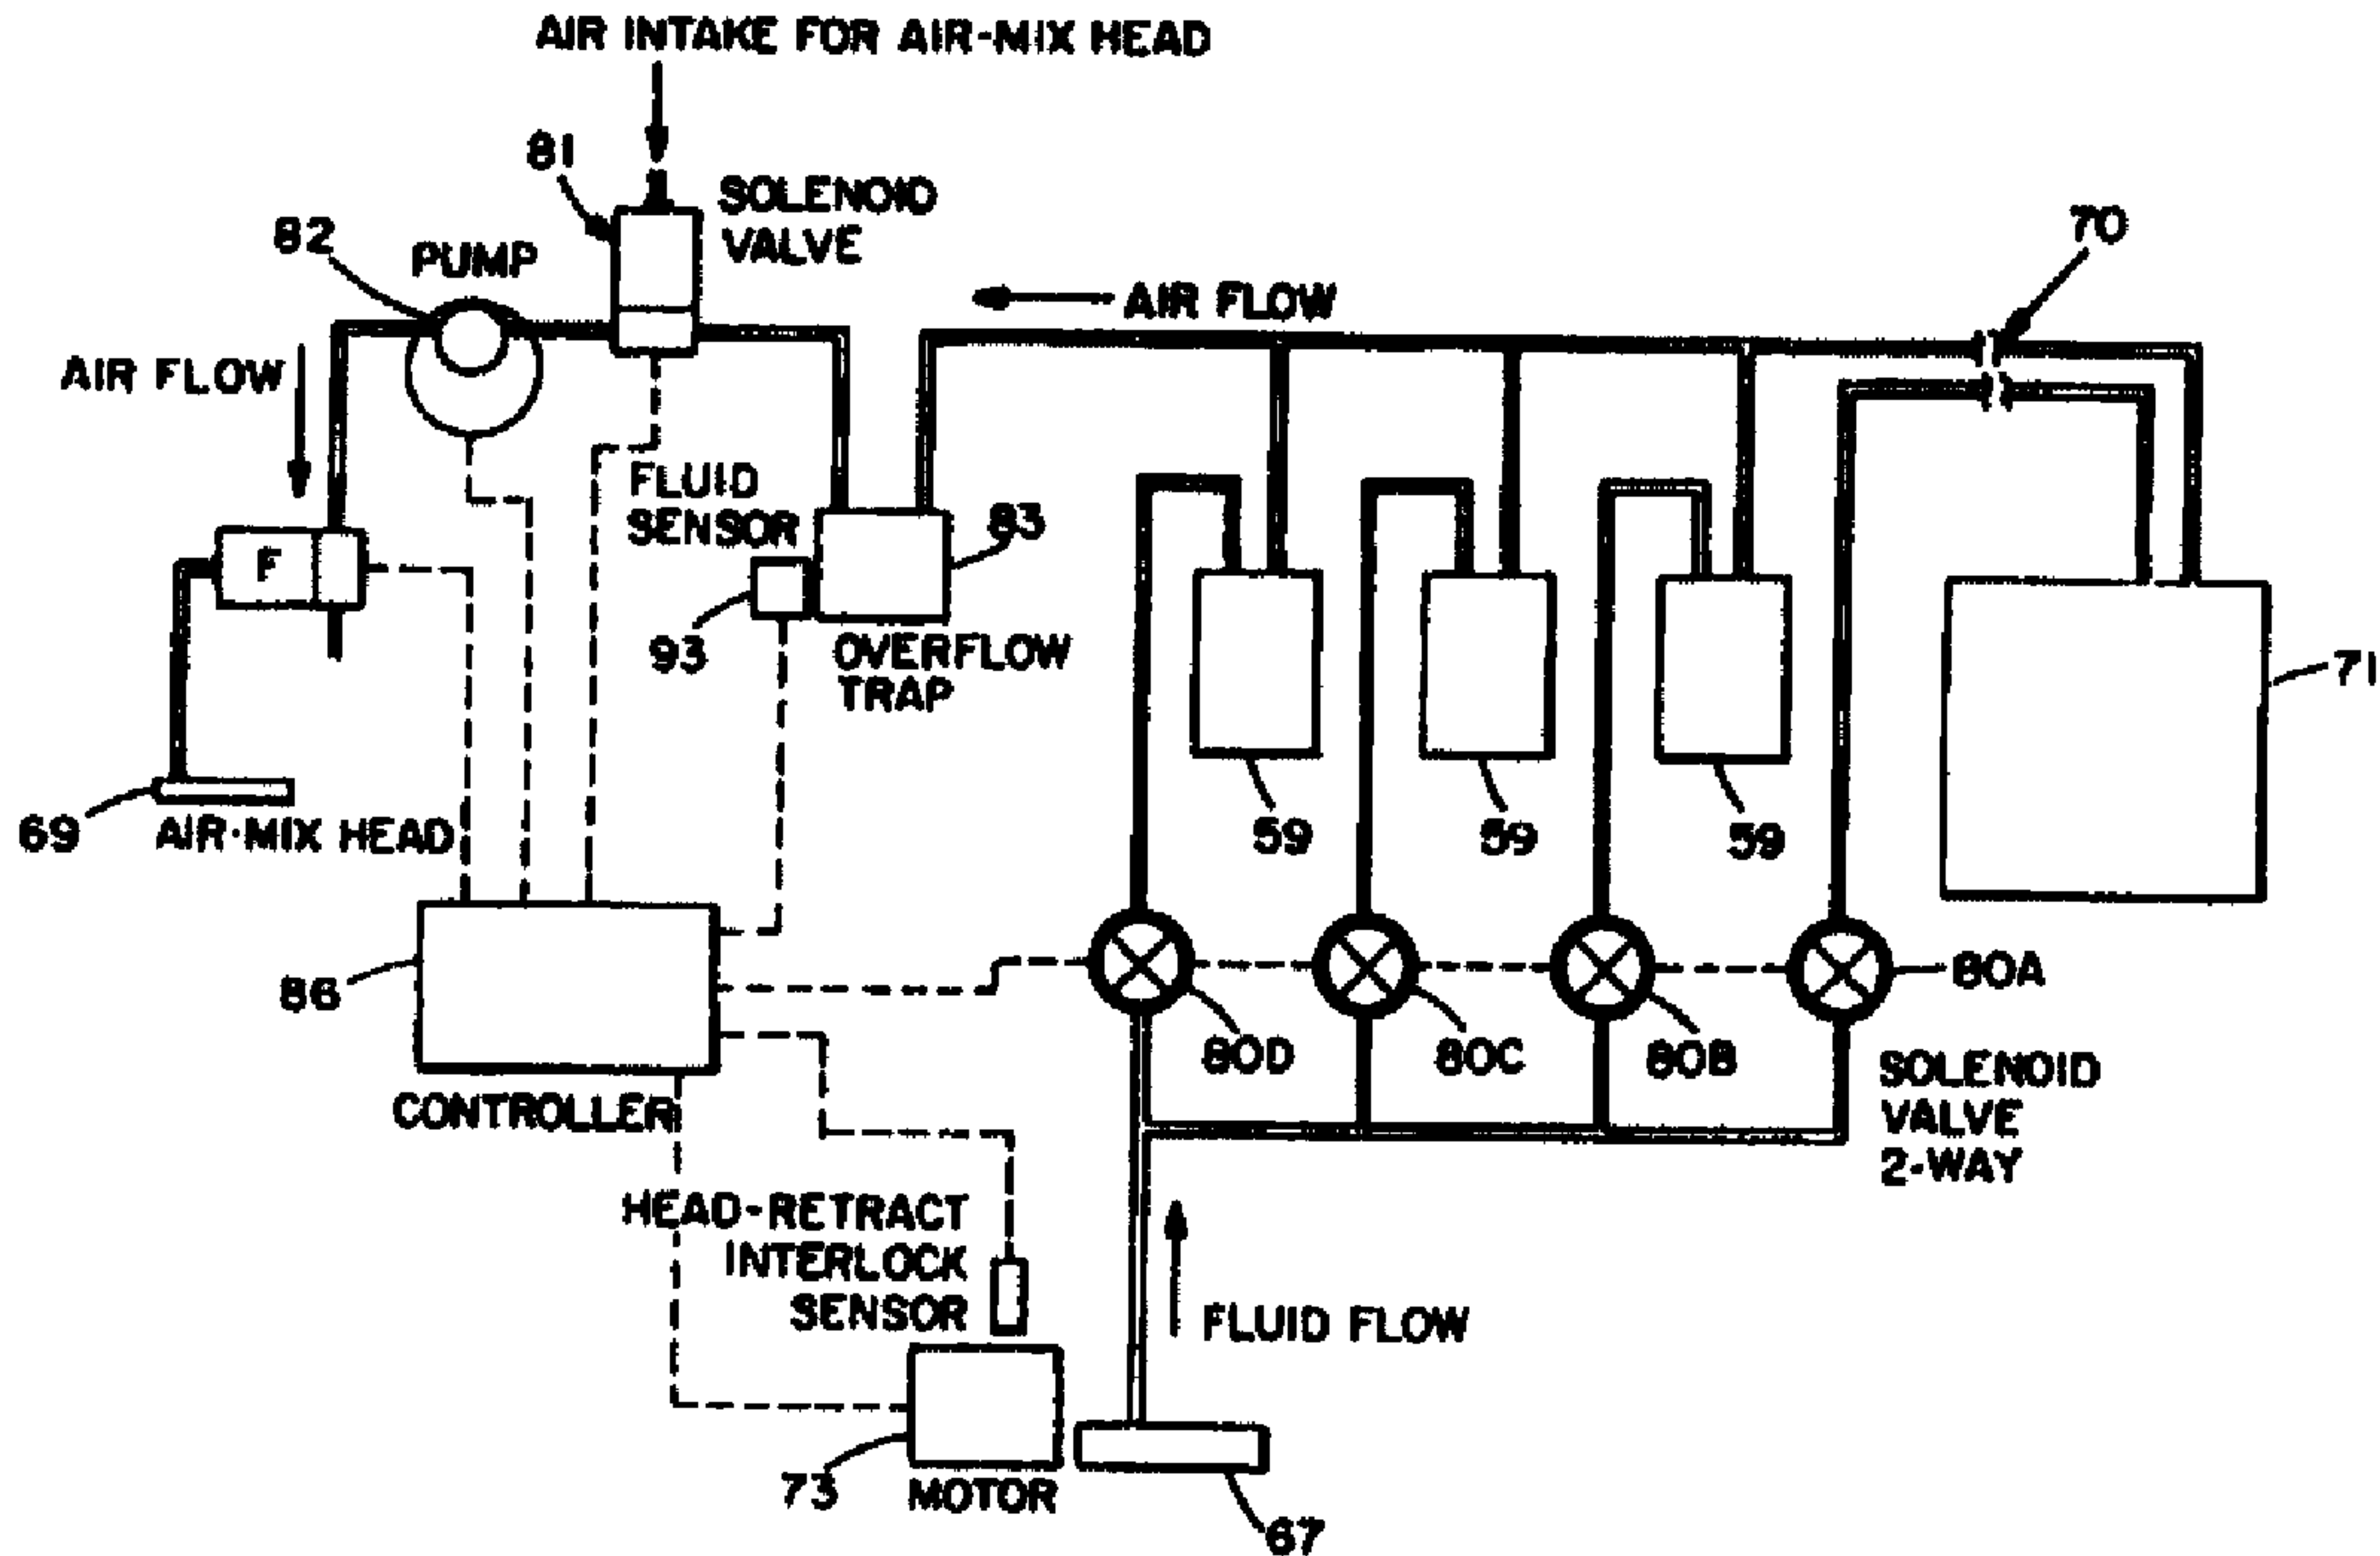 AIR INTAKE FOR AIR-MIX HEAD
81
SOLENOID
VALVE
82
PUMP
70
AIR FLOW
AIR FLOW
FLUID
SENSOR
83
F
93
OVERFLOW
TRAP
71
59
59
59
69
AIR-MIX HEAD
86
80A
80D
80C
80B
SOLENOID
VALVE
2-WAY
CONTROLLER
HEAD-RETRACT
INTERLOCK
SENSOR
FLUID FLOW
73
MOTOR
67